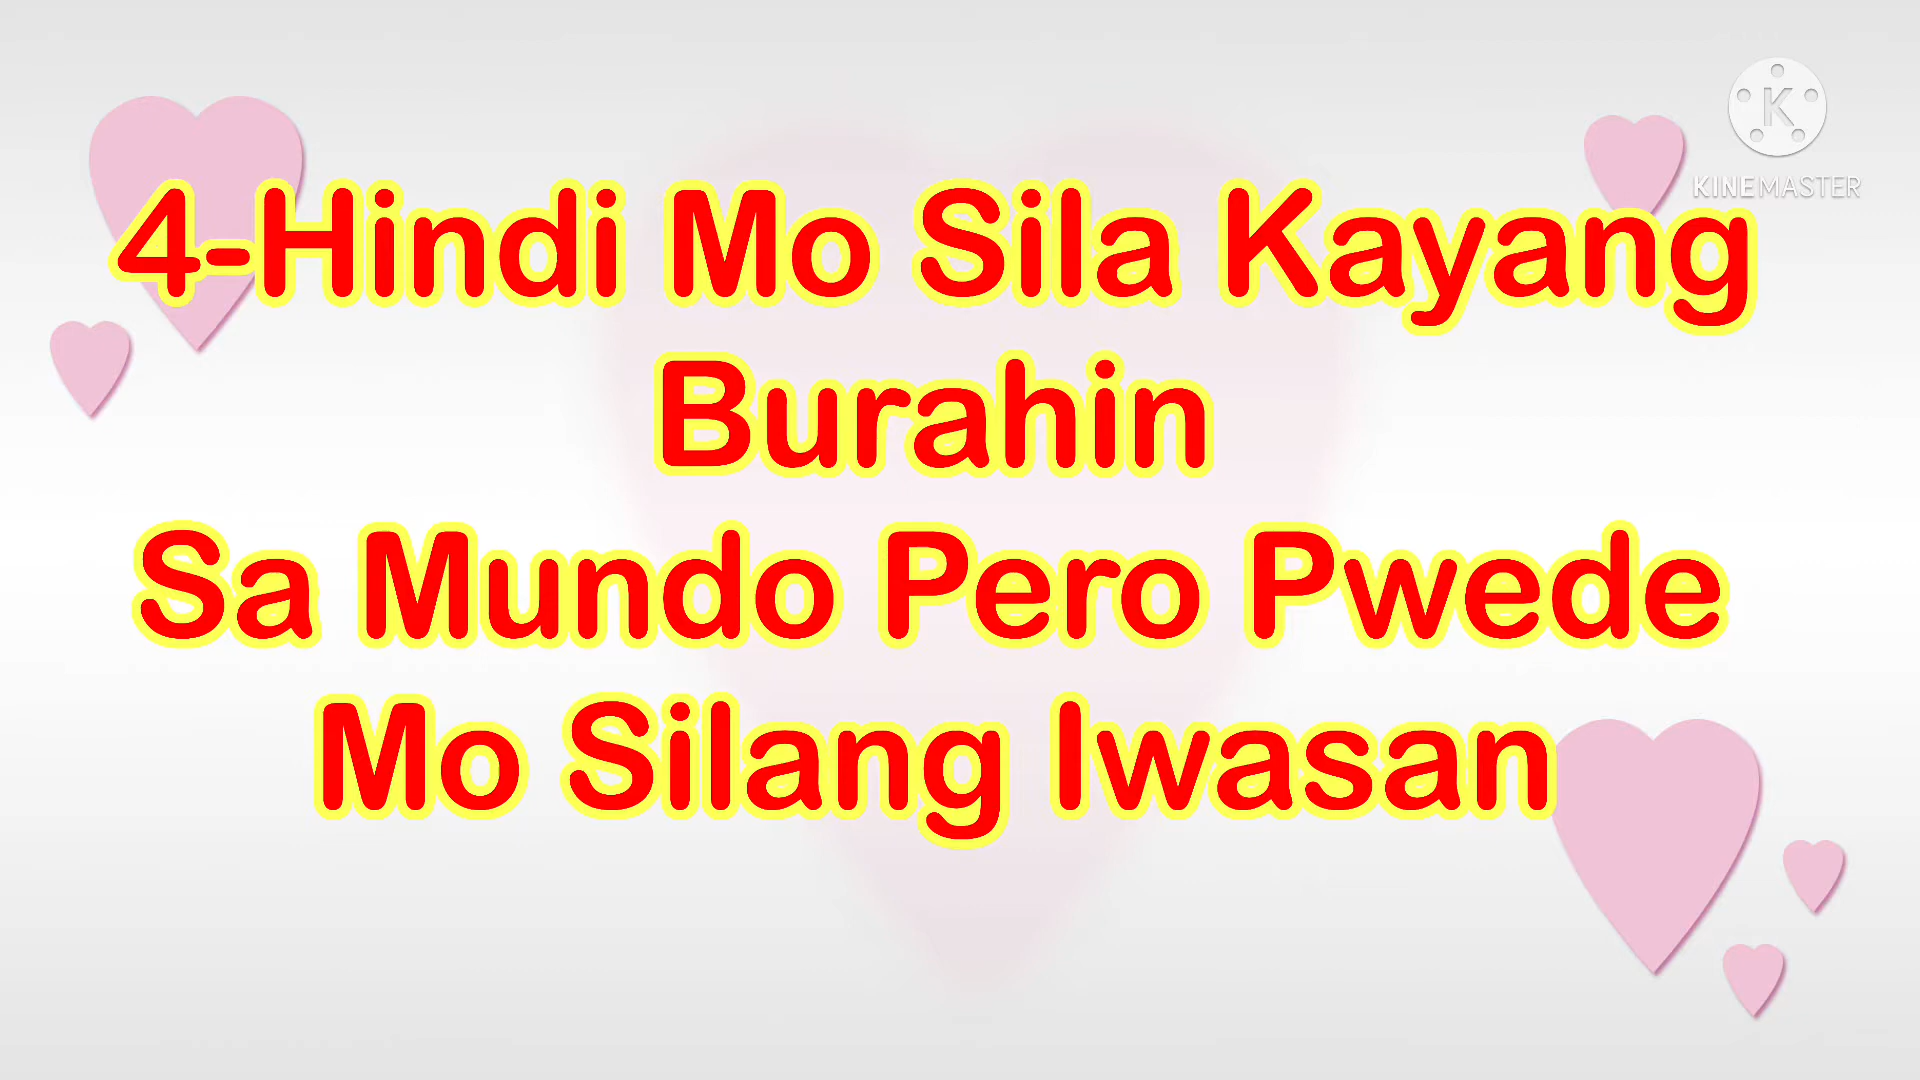 K
KINEMASTER
4-Hindi Mo Sila Kayang
Burahin
Sa Mundo Pero Pwede
Mo Silang Iwasan